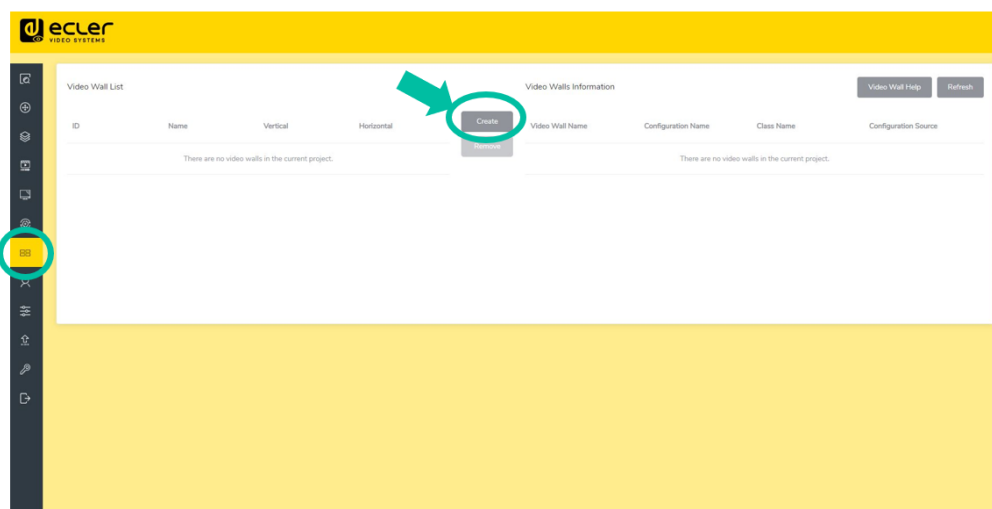 ecler
VIDEO SYSTEMS
Video Wall List
Video Walls Information
Video Wall Help
Refresh
ID
Name
Vertical
Horizontal
Create
Remove
Video Wall Name
Configuration Name
Class Name
Configuration Source
There are no video walls in the current project.
There are no video walls in the current project.